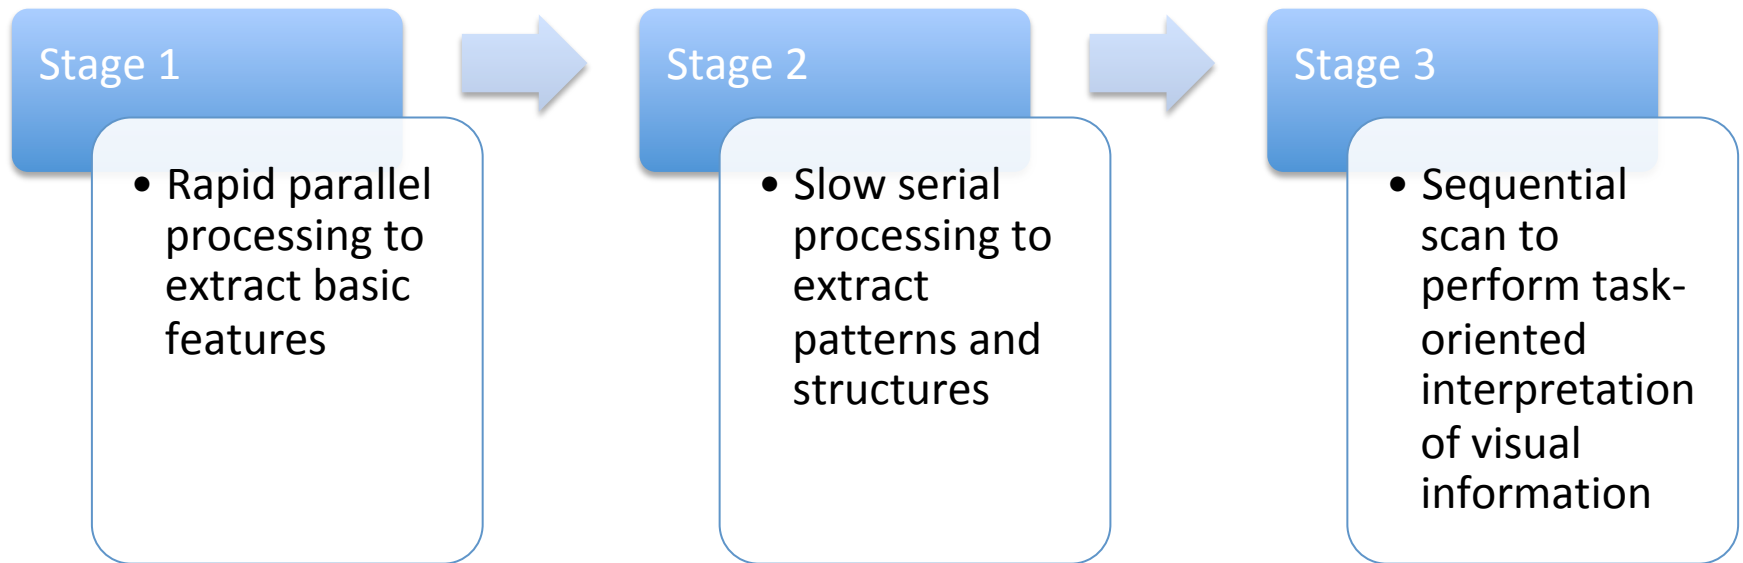 Stage 1
• Rapid parallel
processing to
extract basic
features
Stage 2
• Slow serial
processing to
extract
patterns and
structures
Stage 3
• Sequential
scan to
perform task-
oriented
interpretation
of visual
information